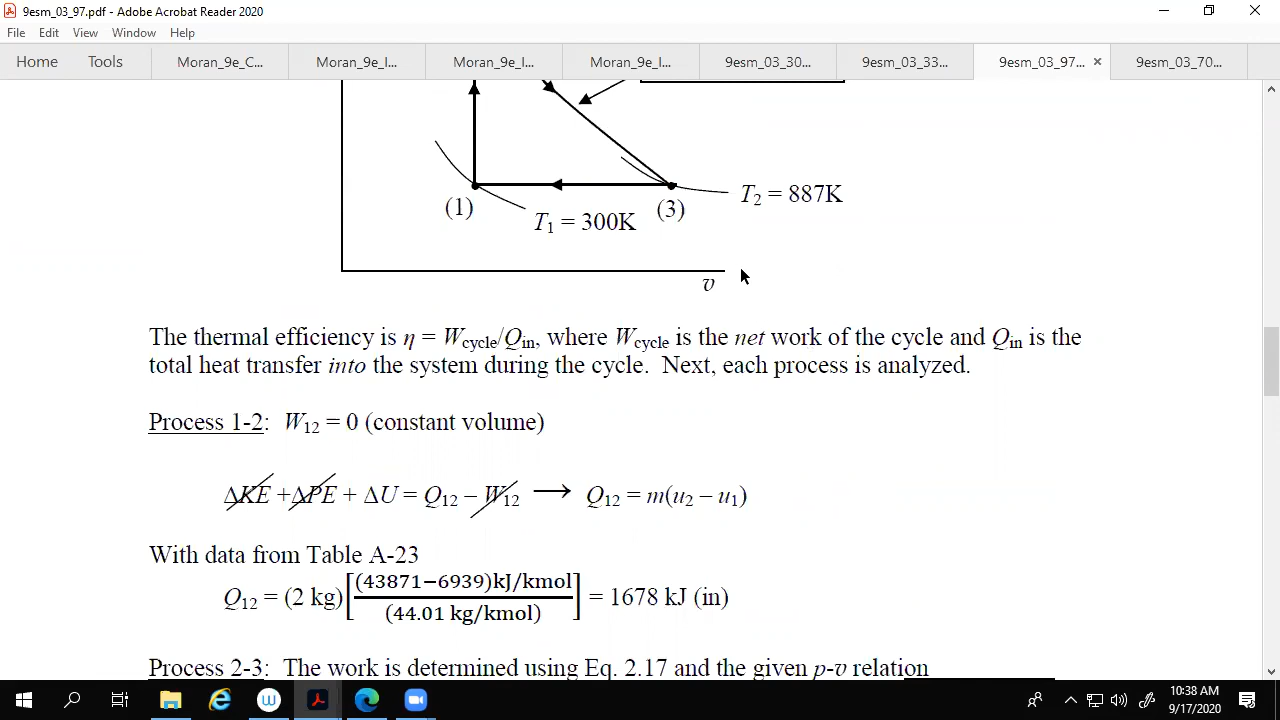 9esm_03_97.pdf - Adobe Acrobat Reader 2020
File Edit View Window Help
Home Tools Moran_9e_C... Moran_9e_I... Moran_9e_I... Moran_9e_I... 9esm_03_30... 9esm_03_33... 9esm_03_97... × 9esm_03_70...
T2 = 887K
(1) (3)
T1 = 300K
v
The thermal efficiency is η = Wcycle/Qin, where Wcycle is the net work of the cycle and Qin is the
total heat transfer into the system during the cycle. Next, each process is analyzed.
Process 1-2: W12 = 0 (constant volume)
ΔKE +ΔPE + ΔU = Q12 – W12 → Q12 = m(u2 – u1)
With data from Table A-23
Q12 = (2 kg)[(43871−6939)kJ/kmol / (44.01 kg/kmol)] = 1678 kJ (in)
Process 2-3: The work is determined using Eq. 2.17 and the given p-v relation
10:38 AM
9/17/2020